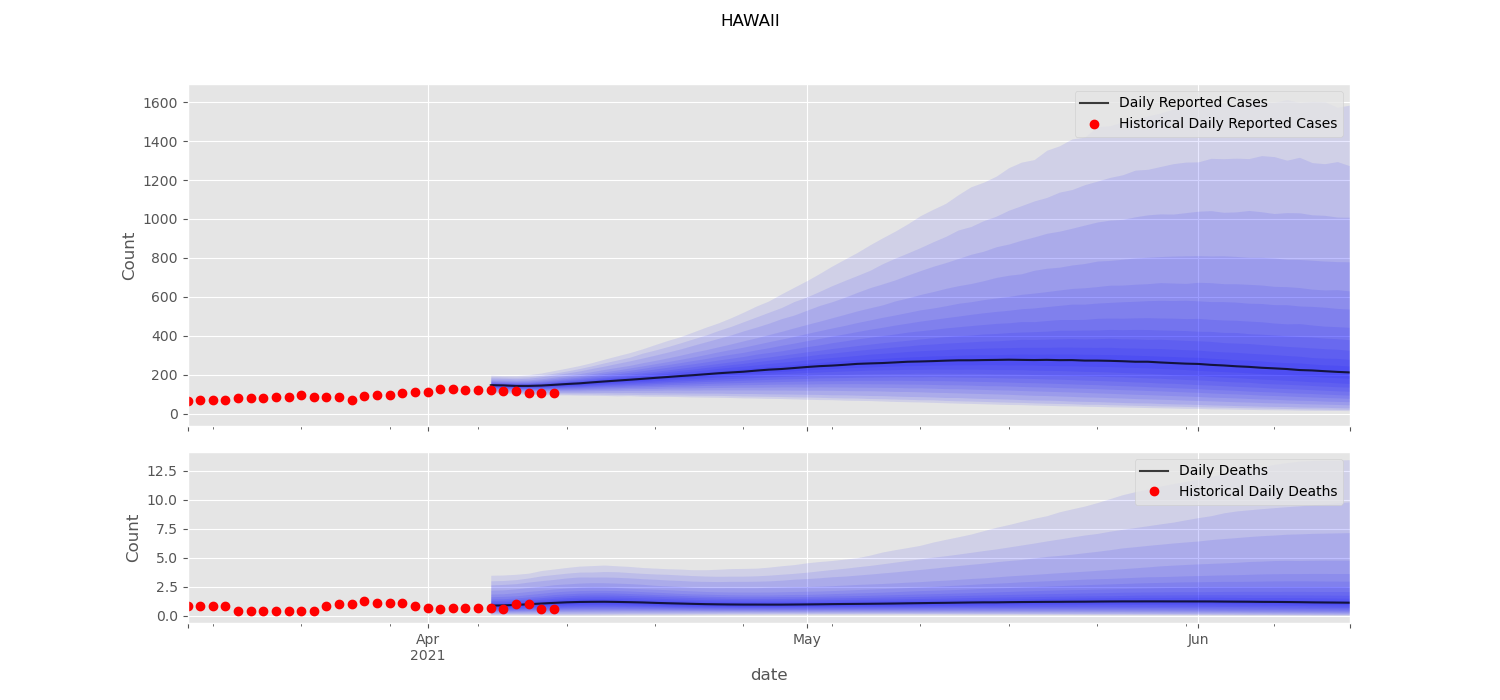 HAWAII
1600
1400
1200
1000
800
600
400
200
0
Count
Daily Reported Cases
Historical Daily Reported Cases
12.5
10.0
7.5
5.0
2.5
0.0
Count
Daily Deaths
Historical Daily Deaths
Apr
2021
May
Jun
date